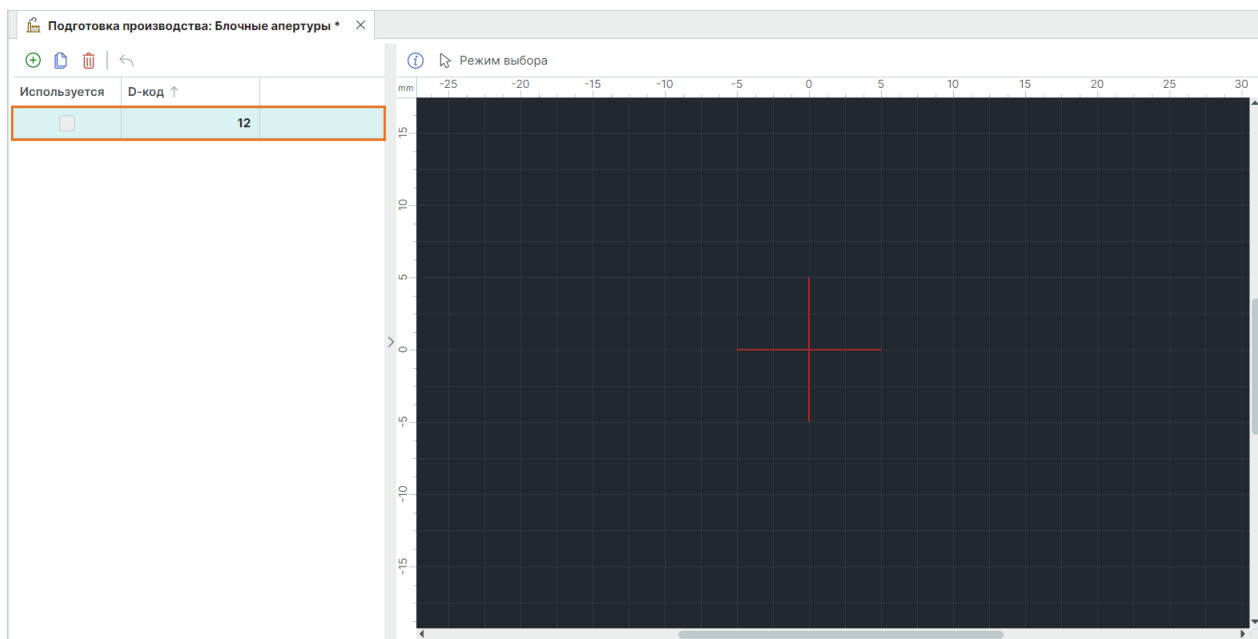 Подготовка производства: Блочные апертуры *
Режим выбора
Используется D-код
12
mm -25 -20 -15 -10 -5 0 5 10 15 20 25 30
15
10
5
0
-5
-10
-15